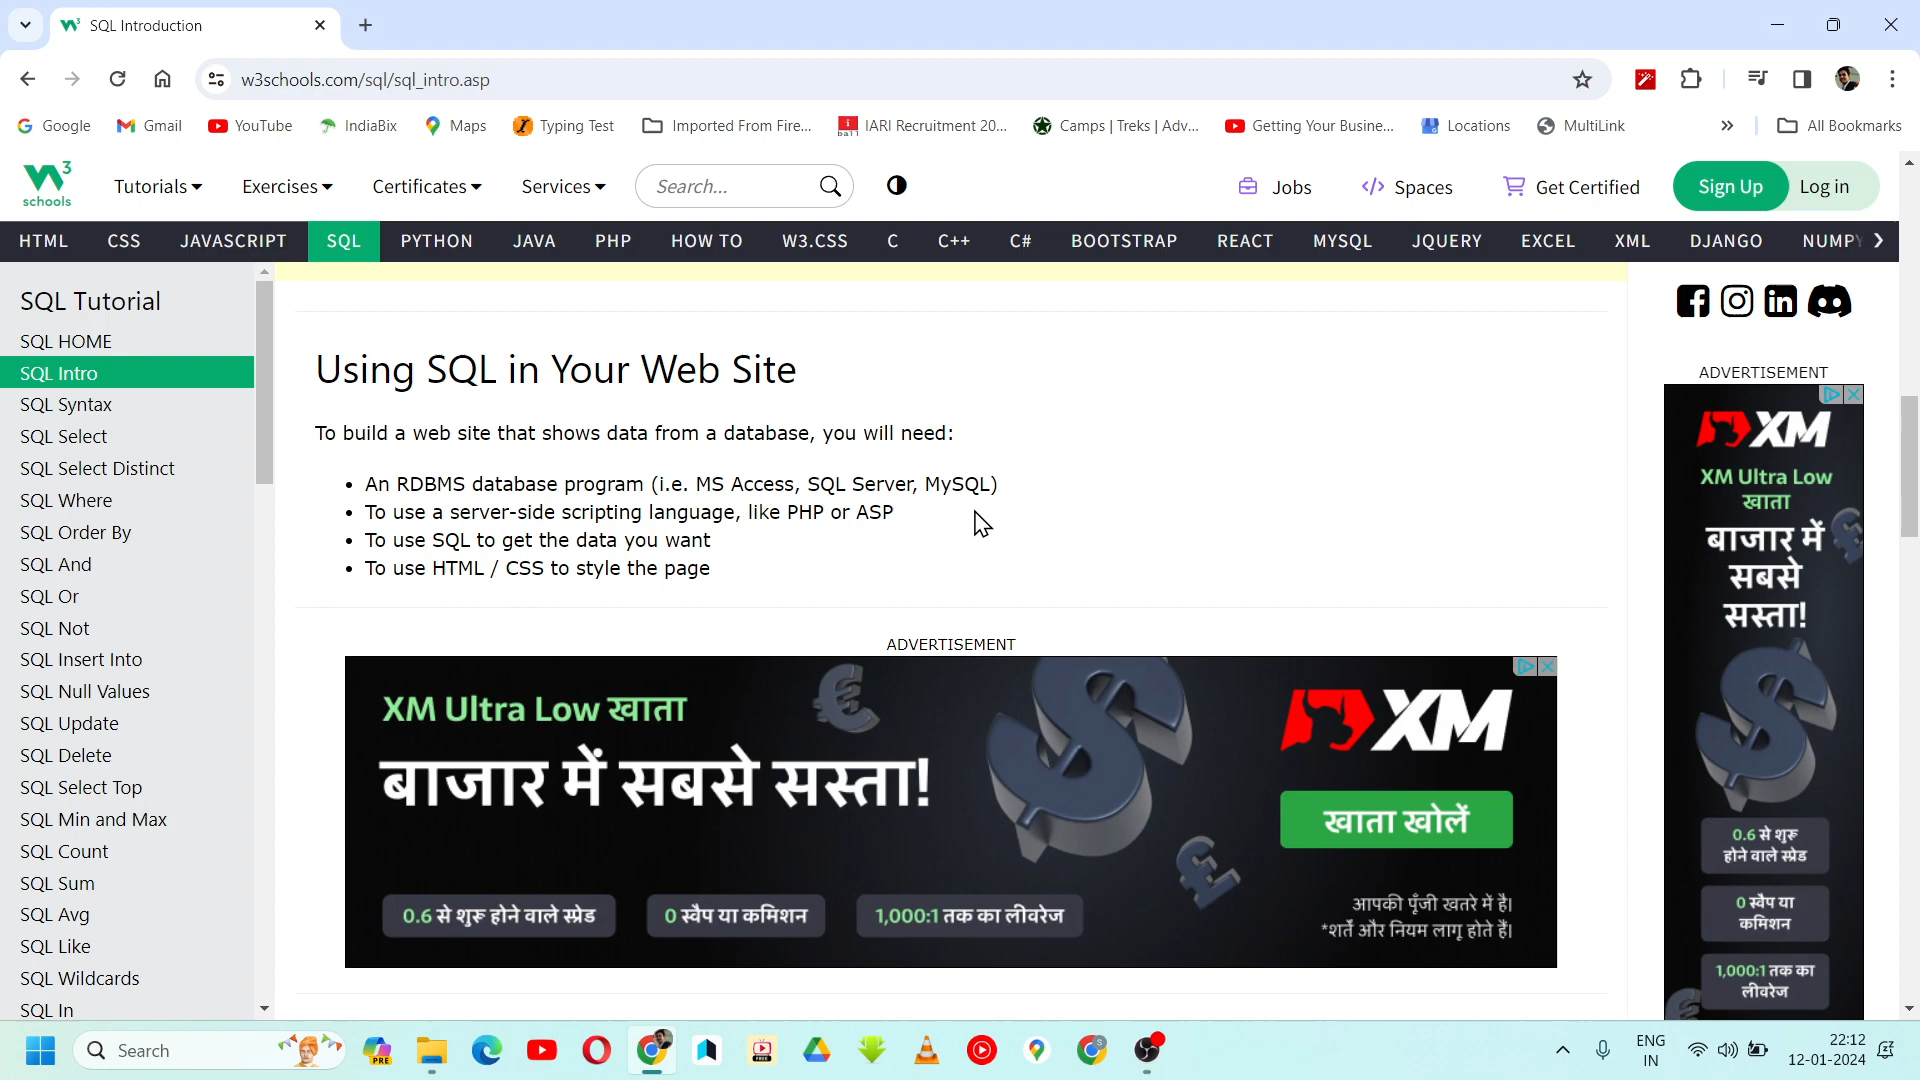 SQL Introduction
w3schools.com/sql/sql_intro.asp
Google Gmail YouTube IndiaBix Maps Typing Test Imported From Fire... IARI Recruitment 20... Camps | Treks | Adv... Getting Your Busine... Locations MultiLink All Bookmarks
W3 schools
Tutorials Exercises Certificates Services Search... Jobs Spaces Get Certified Sign Up Log in
HTML CSS JAVASCRIPT SQL PYTHON JAVA PHP HOW TO W3.CSS C C++ C# BOOTSTRAP REACT MYSQL JQUERY EXCEL XML DJANGO NUMPY
SQL Tutorial
SQL HOME
SQL Intro
SQL Syntax
SQL Select
SQL Select Distinct
SQL Where
SQL Order By
SQL And
SQL Or
SQL Not
SQL Insert Into
SQL Null Values
SQL Update
SQL Delete
SQL Select Top
SQL Min and Max
SQL Count
SQL Sum
SQL Avg
SQL Like
SQL Wildcards
SQL In
Using SQL in Your Web Site
To build a web site that shows data from a database, you will need:
• An RDBMS database program (i.e. MS Access, SQL Server, MySQL)
• To use a server-side scripting language, like PHP or ASP
• To use SQL to get the data you want
• To use HTML / CSS to style the page
ADVERTISEMENT
XM Ultra Low खाता
बाजार में सबसे सस्ता!
XM
खाता खोलें
0.6 से शुरू होने वाले स्प्रेड
0 स्वैप या कमिशन
1,000:1 तक का लीवरेज
आपकी पूँजी खतरे में है।
*शर्तें और नियम लागू होते हैं।
ADVERTISEMENT
XM
XM Ultra Low
खाता
बाजार में
सबसे
सस्ता!
0.6 से शुरू
होने वाले स्प्रेड
0 स्वैप या
कमिशन
1,000:1 तक का
लीवरेज
Search
PRE
FREE
ENG
IN
22:12
12-01-2024